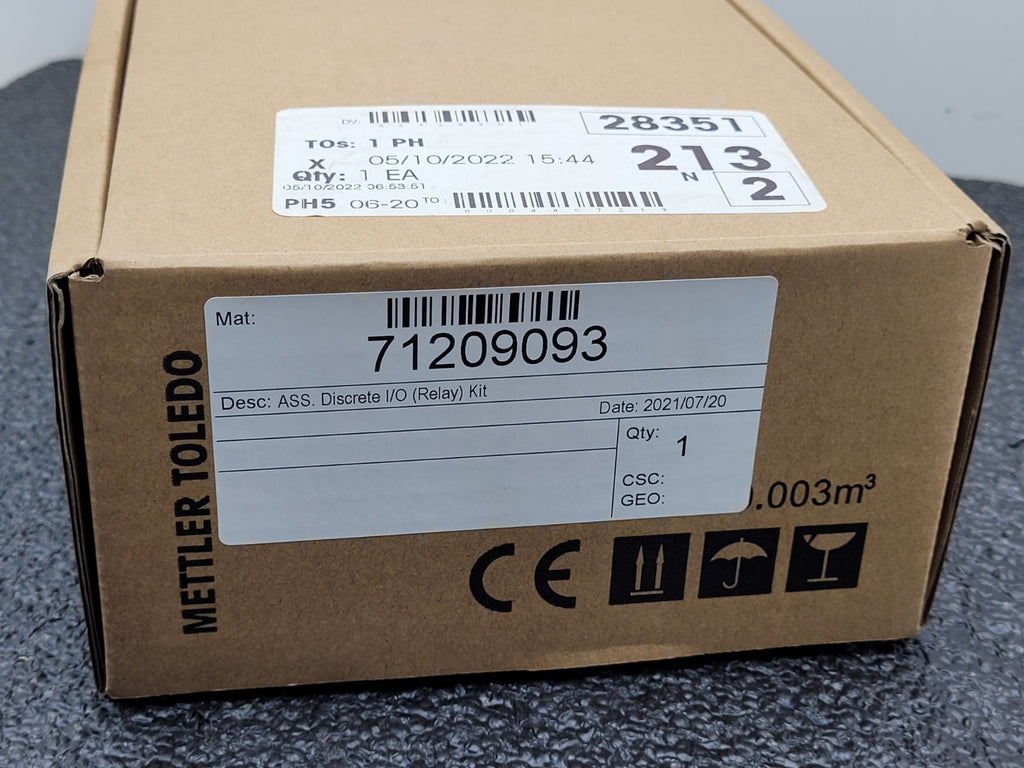 DV:
28351
TOs: 1 PH
X 05/10/2022 15:44
213
Qty: 1 EA
N
2
05/10/2022 06:53:51
PH5 06-20 TO:
Mat:
71209093
Desc: ASS. Discrete I/O (Relay) Kit
Date: 2021/07/20
Qty: 1
CSC:
GEO:
.003m³
METTLER TOLEDO
CE